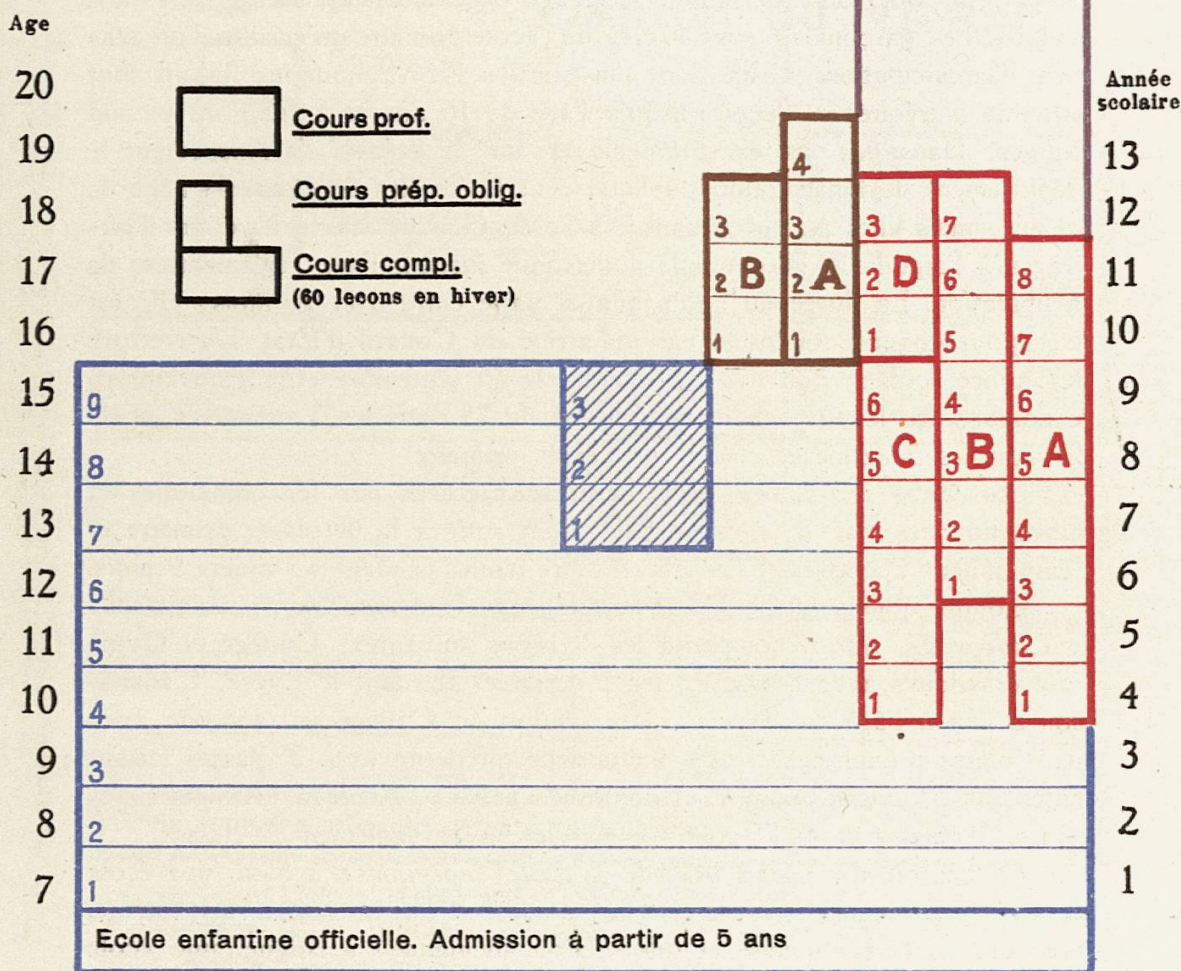 Age
20
Année
scolaire
Cours prof.
19 4 13
Cours prép. oblig.
18 3 3 3 7 12
17 2 B 2 A 2 D 6 8 11
Cours compl.
(60 lecons en hiver)
16 1 1 1 5 7 10
15 9 3 6 4 6 9
14 8 2 5 C 3 B 5 A 8
13 7 1 4 2 4 7
12 6 3 1 3 6
11 5 2 2 5
10 4 1 1 4
9 3 3
8 2 2
7 1 1
Ecole enfantine officielle. Admission à partir de 5 ans